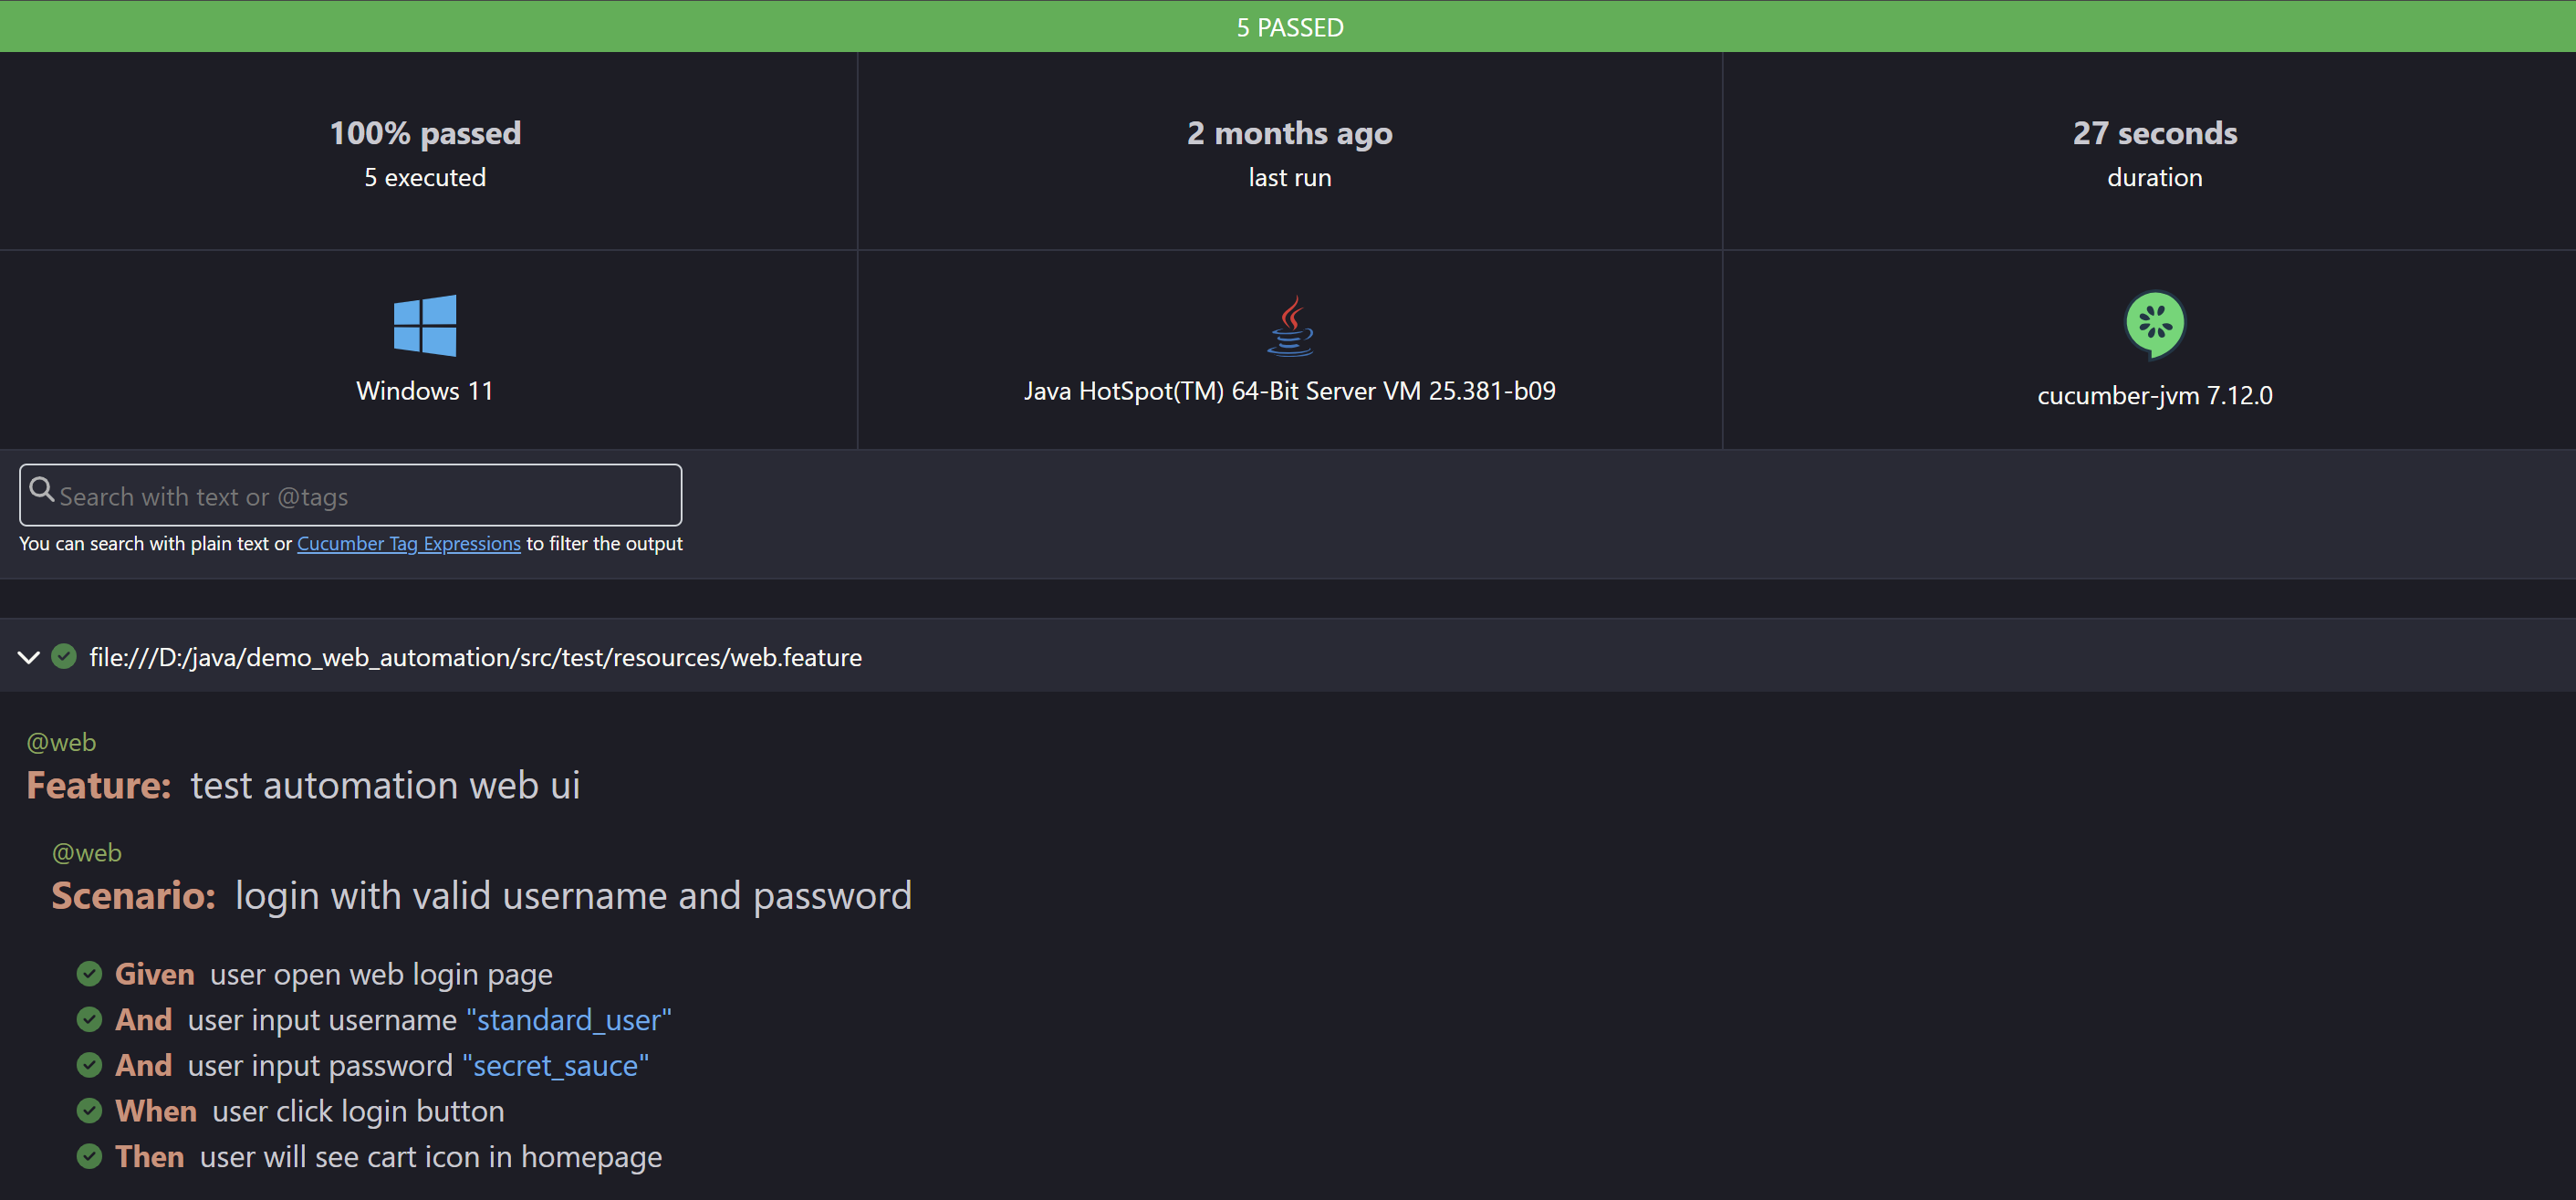 5 PASSED
100% passed
5 executed
2 months ago
last run
27 seconds
duration
Windows 11
Java HotSpot(TM) 64-Bit Server VM 25.381-b09
cucumber-jvm 7.12.0
Search with text or @tags
You can search with plain text or Cucumber Tag Expressions to filter the output
file:///D:/java/demo_web_automation/src/test/resources/web.feature
@web
Feature: test automation web ui
@web
Scenario: login with valid username and password
Given user open web login page
And user input username "standard_user"
And user input password "secret_sauce"
When user click login button
Then user will see cart icon in homepage